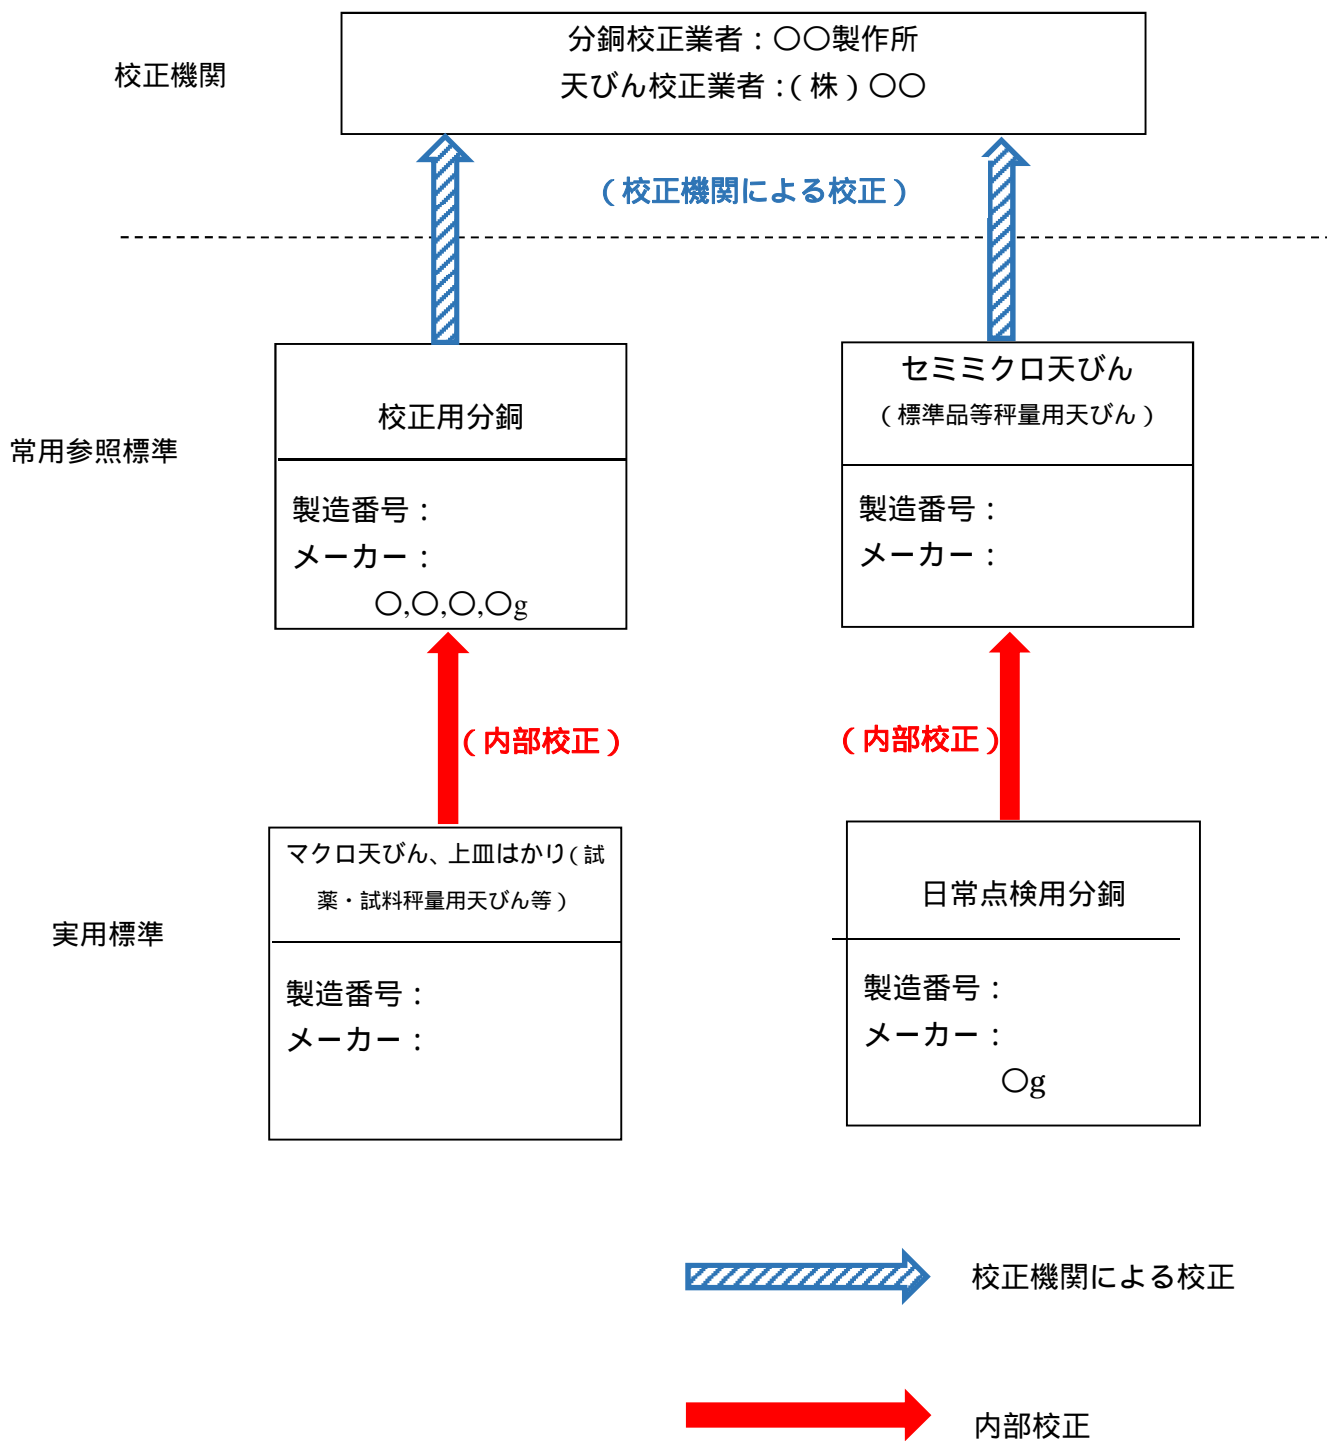 分銅校正業者：〇〇製作所
天びん校正業者：(株)〇〇
校正機関
（校正機関による校正）
常用参照標準
校正用分銅
製造番号：
メーカー：
〇,〇,〇,〇g
セミミクロ天びん
（標準品等秤量用天びん）
製造番号：
メーカー：
（内部校正）
（内部校正）
実用標準
マクロ天びん、上皿はかり（試
薬・試料秤量用天びん等）
製造番号：
メーカー：
日常点検用分銅
製造番号：
メーカー：
〇g
校正機関による校正
内部校正